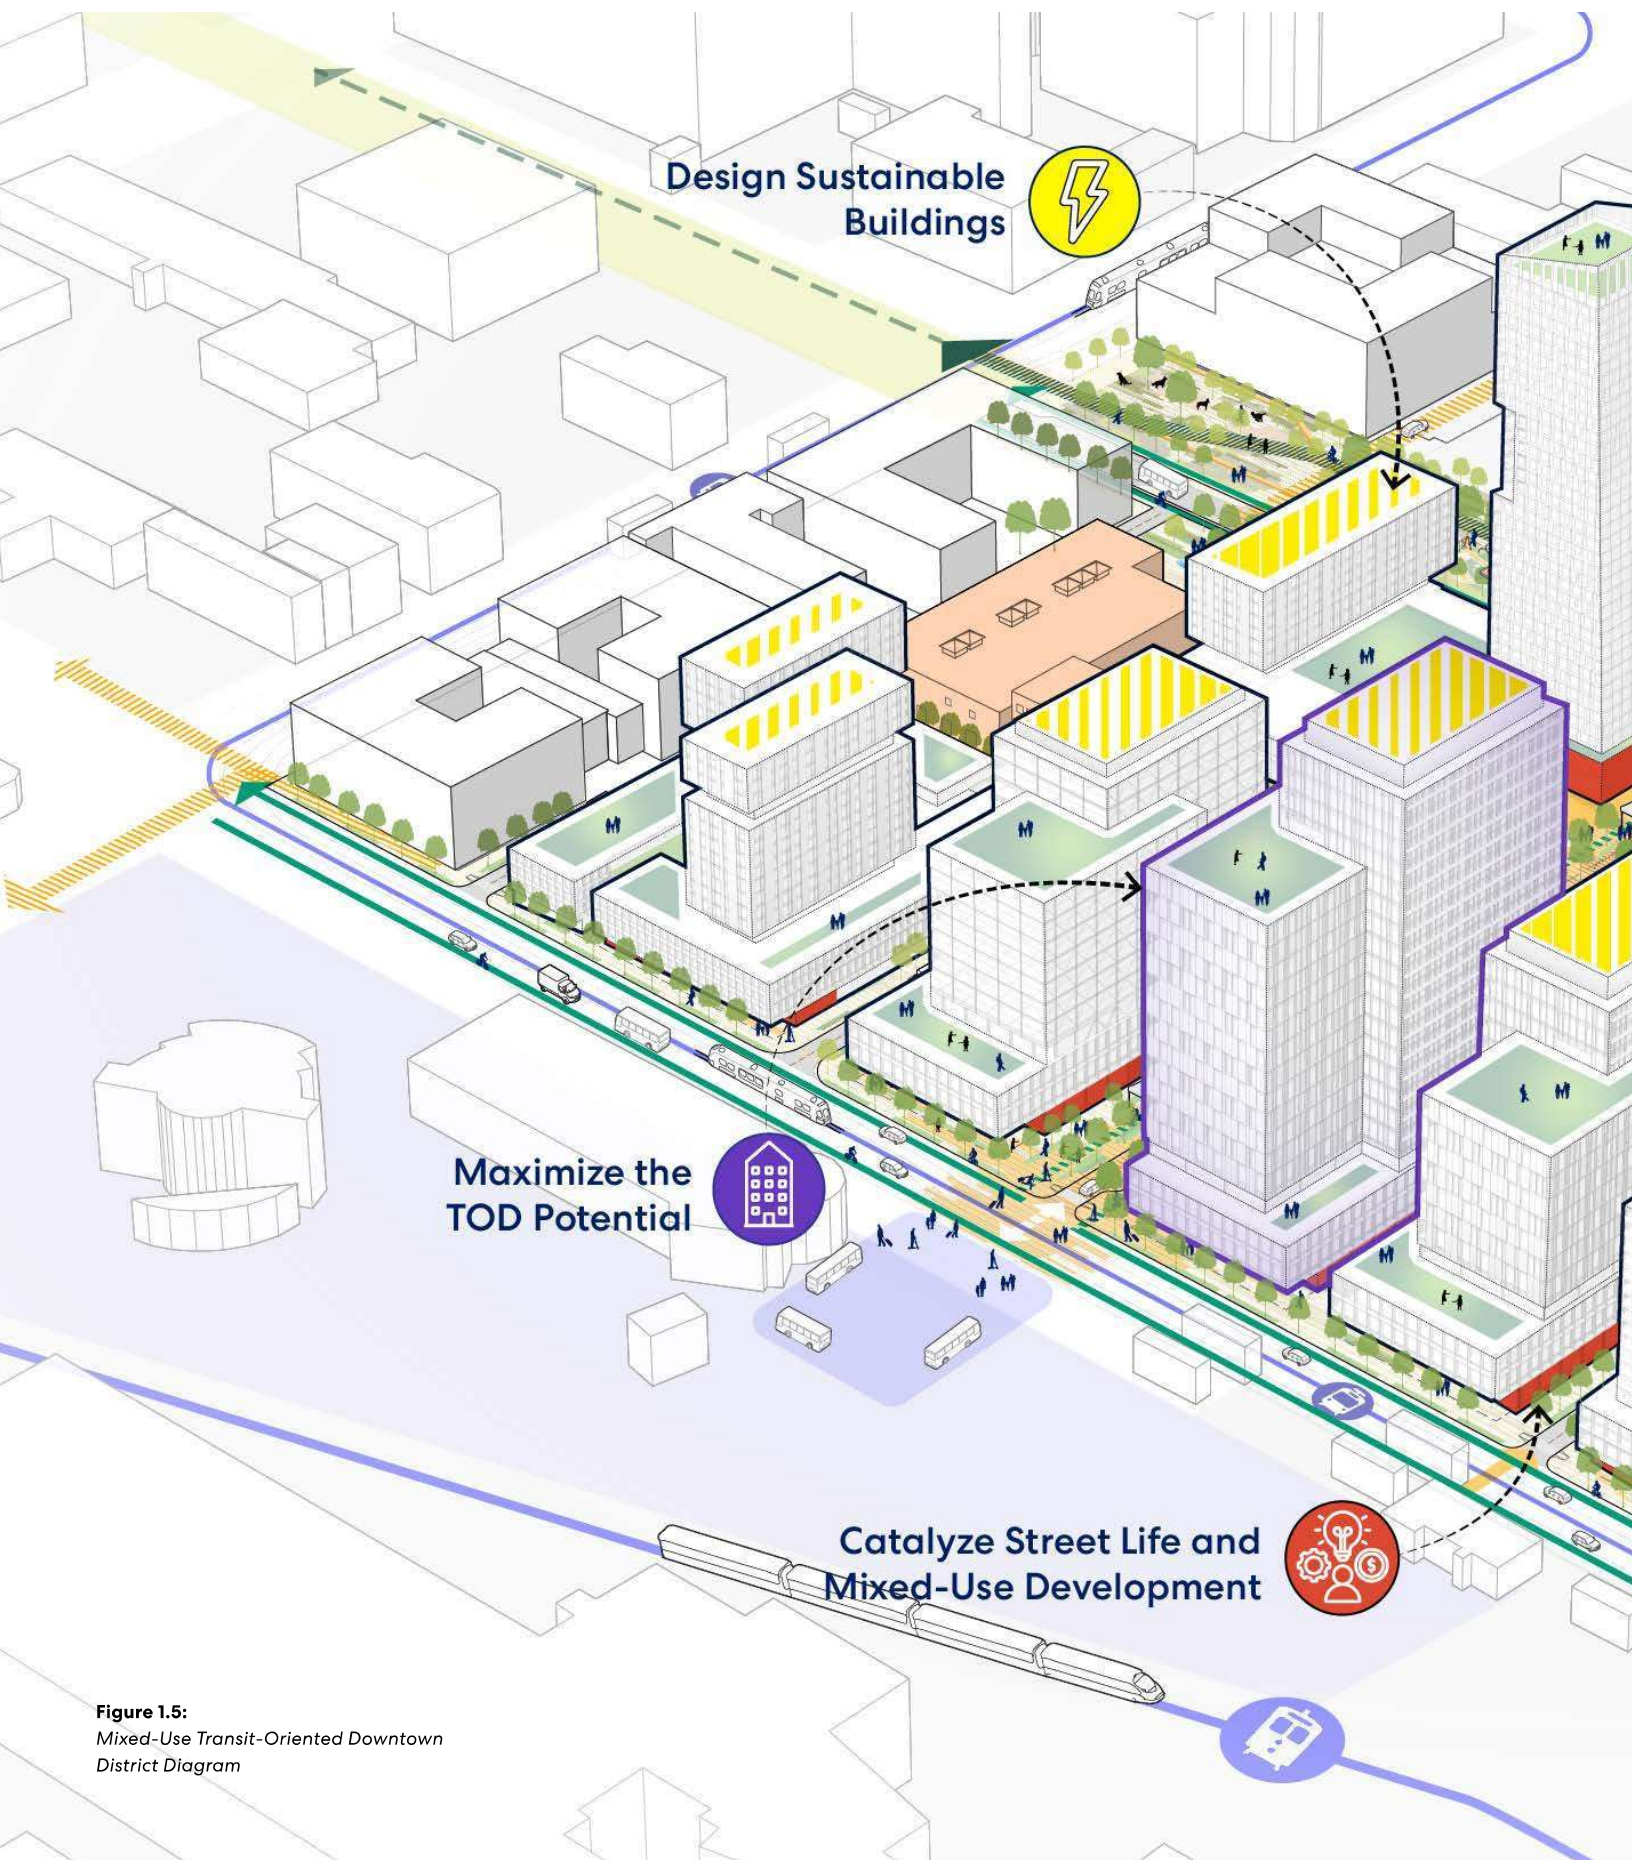 Design Sustainable
Buildings
Maximize the
TOD Potential
Catalyze Street Life and
Mixed-Use Development
$
Figure 1.5:
Mixed-Use Transit-Oriented Downtown
District Diagram